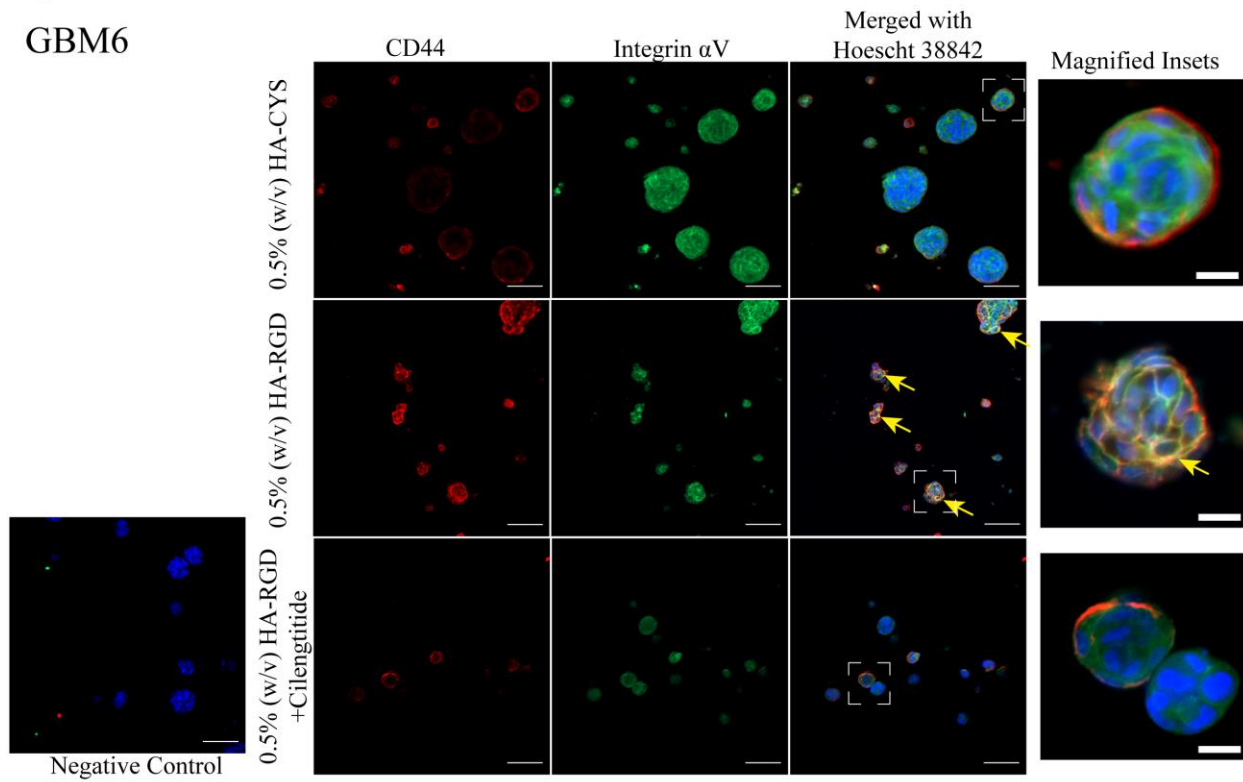 GBM6
CD44
Integrin αV
Merged with
Hoescht 38842
Magnified Insets
0.5% (w/v) HA-CYS
0.5% (w/v) HA-RGD
0.5% (w/v) HA-RGD
+Cilengtitide
Negative Control